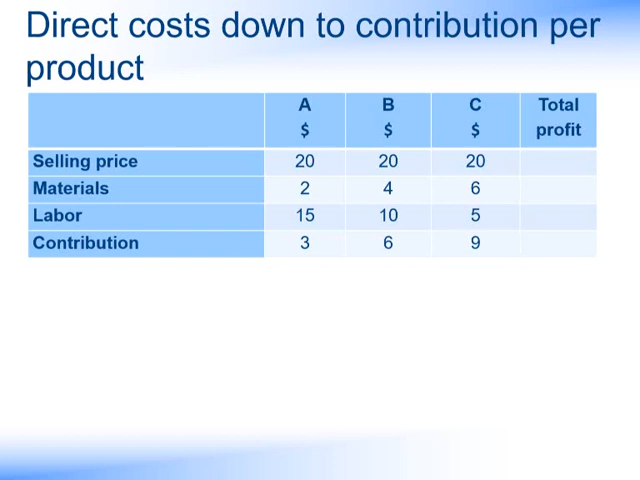 Direct costs down to contribution per
product
A B C Total
$ $ $ profit
Selling price 20 20 20
Materials 2 4 6
Labor 15 10 5
Contribution 3 6 9